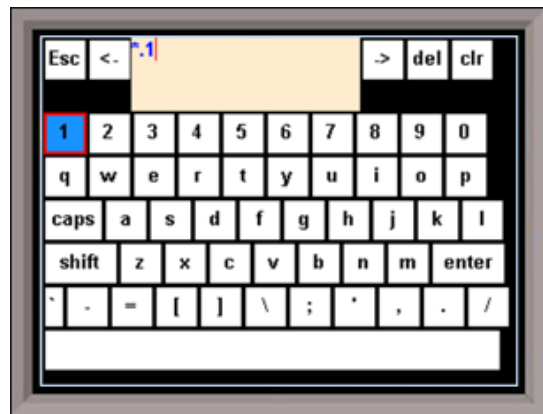 Esc <- *.1 -> del clr
1 2 3 4 5 6 7 8 9 0
q w e r t y u i o p
caps a s d f g h j k l
shift z x c v b n m enter
` - = [ ] \ ; ' , . /